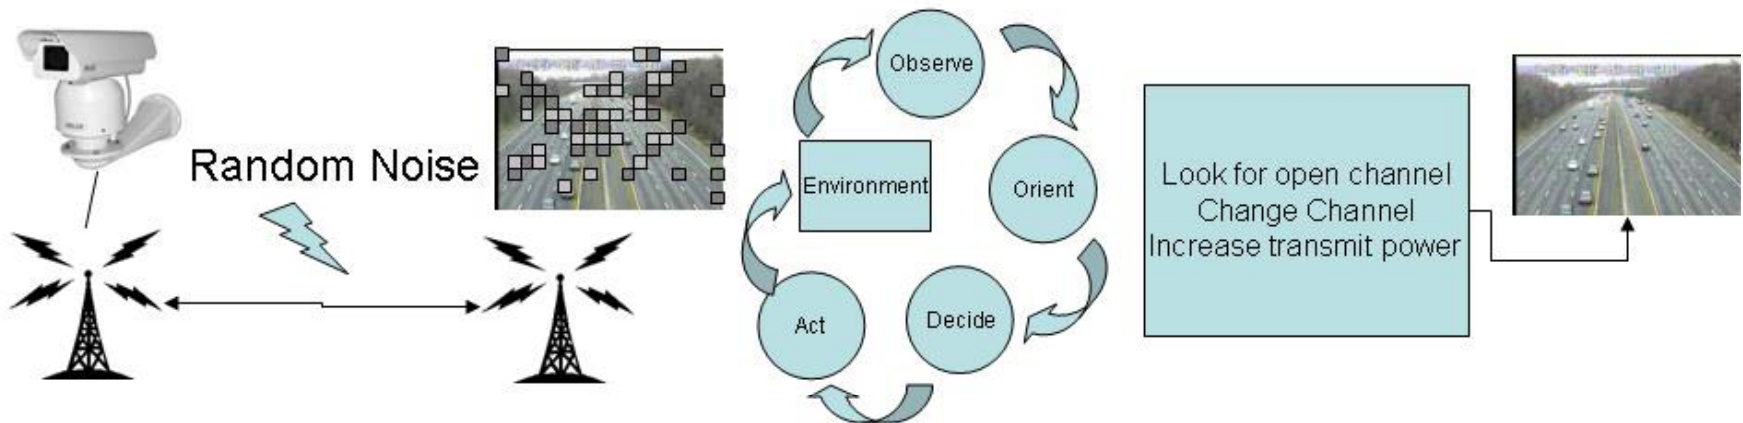 Random Noise
Observe
Environment
Orient
Act
Decide
Look for open channel
Change Channel
Increase transmit power